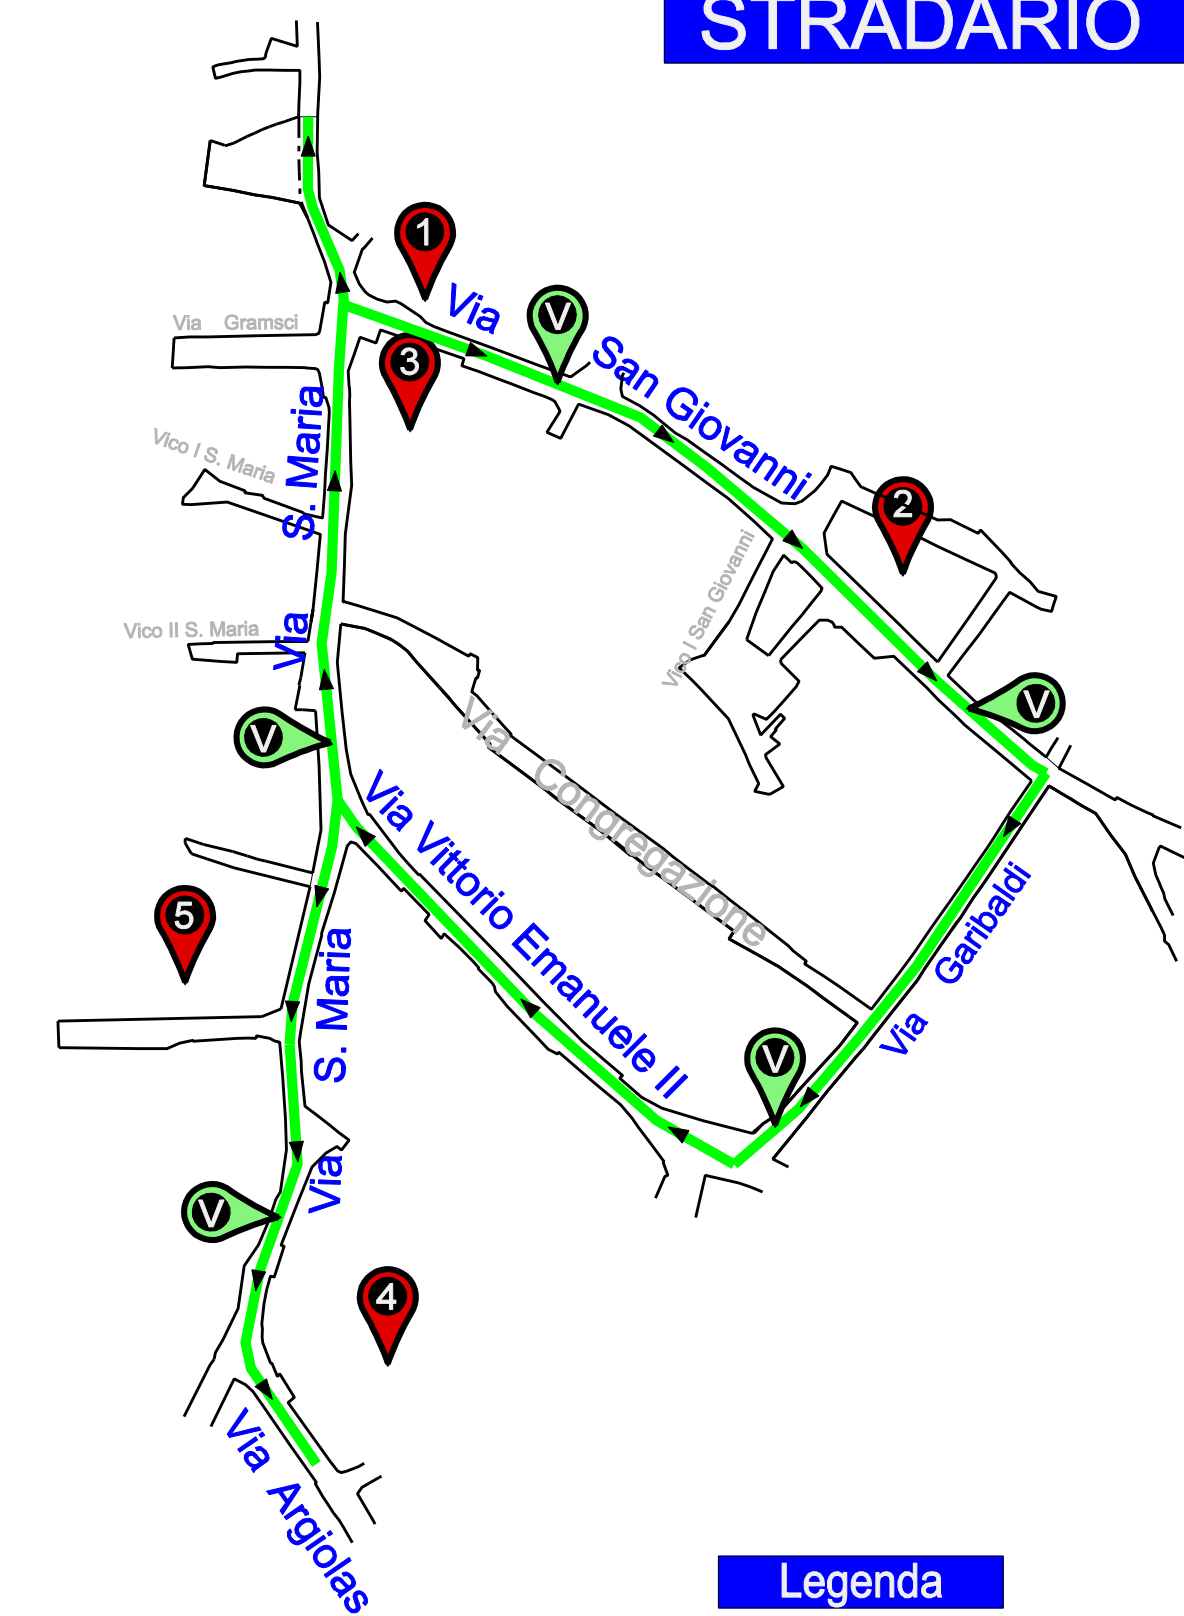 STRADARIO
1
Via San Giovanni
V
Via Gramsci
3
S. Maria
Vico I S. Maria
2
Vico I San Giovanni
Via
Vico II S. Maria
V
V
Via Congregazione
Via Vittorio Emanuele II
5
Via Garibaldi
S. Maria
V
Via
V
4
Via Argiolas
Legenda